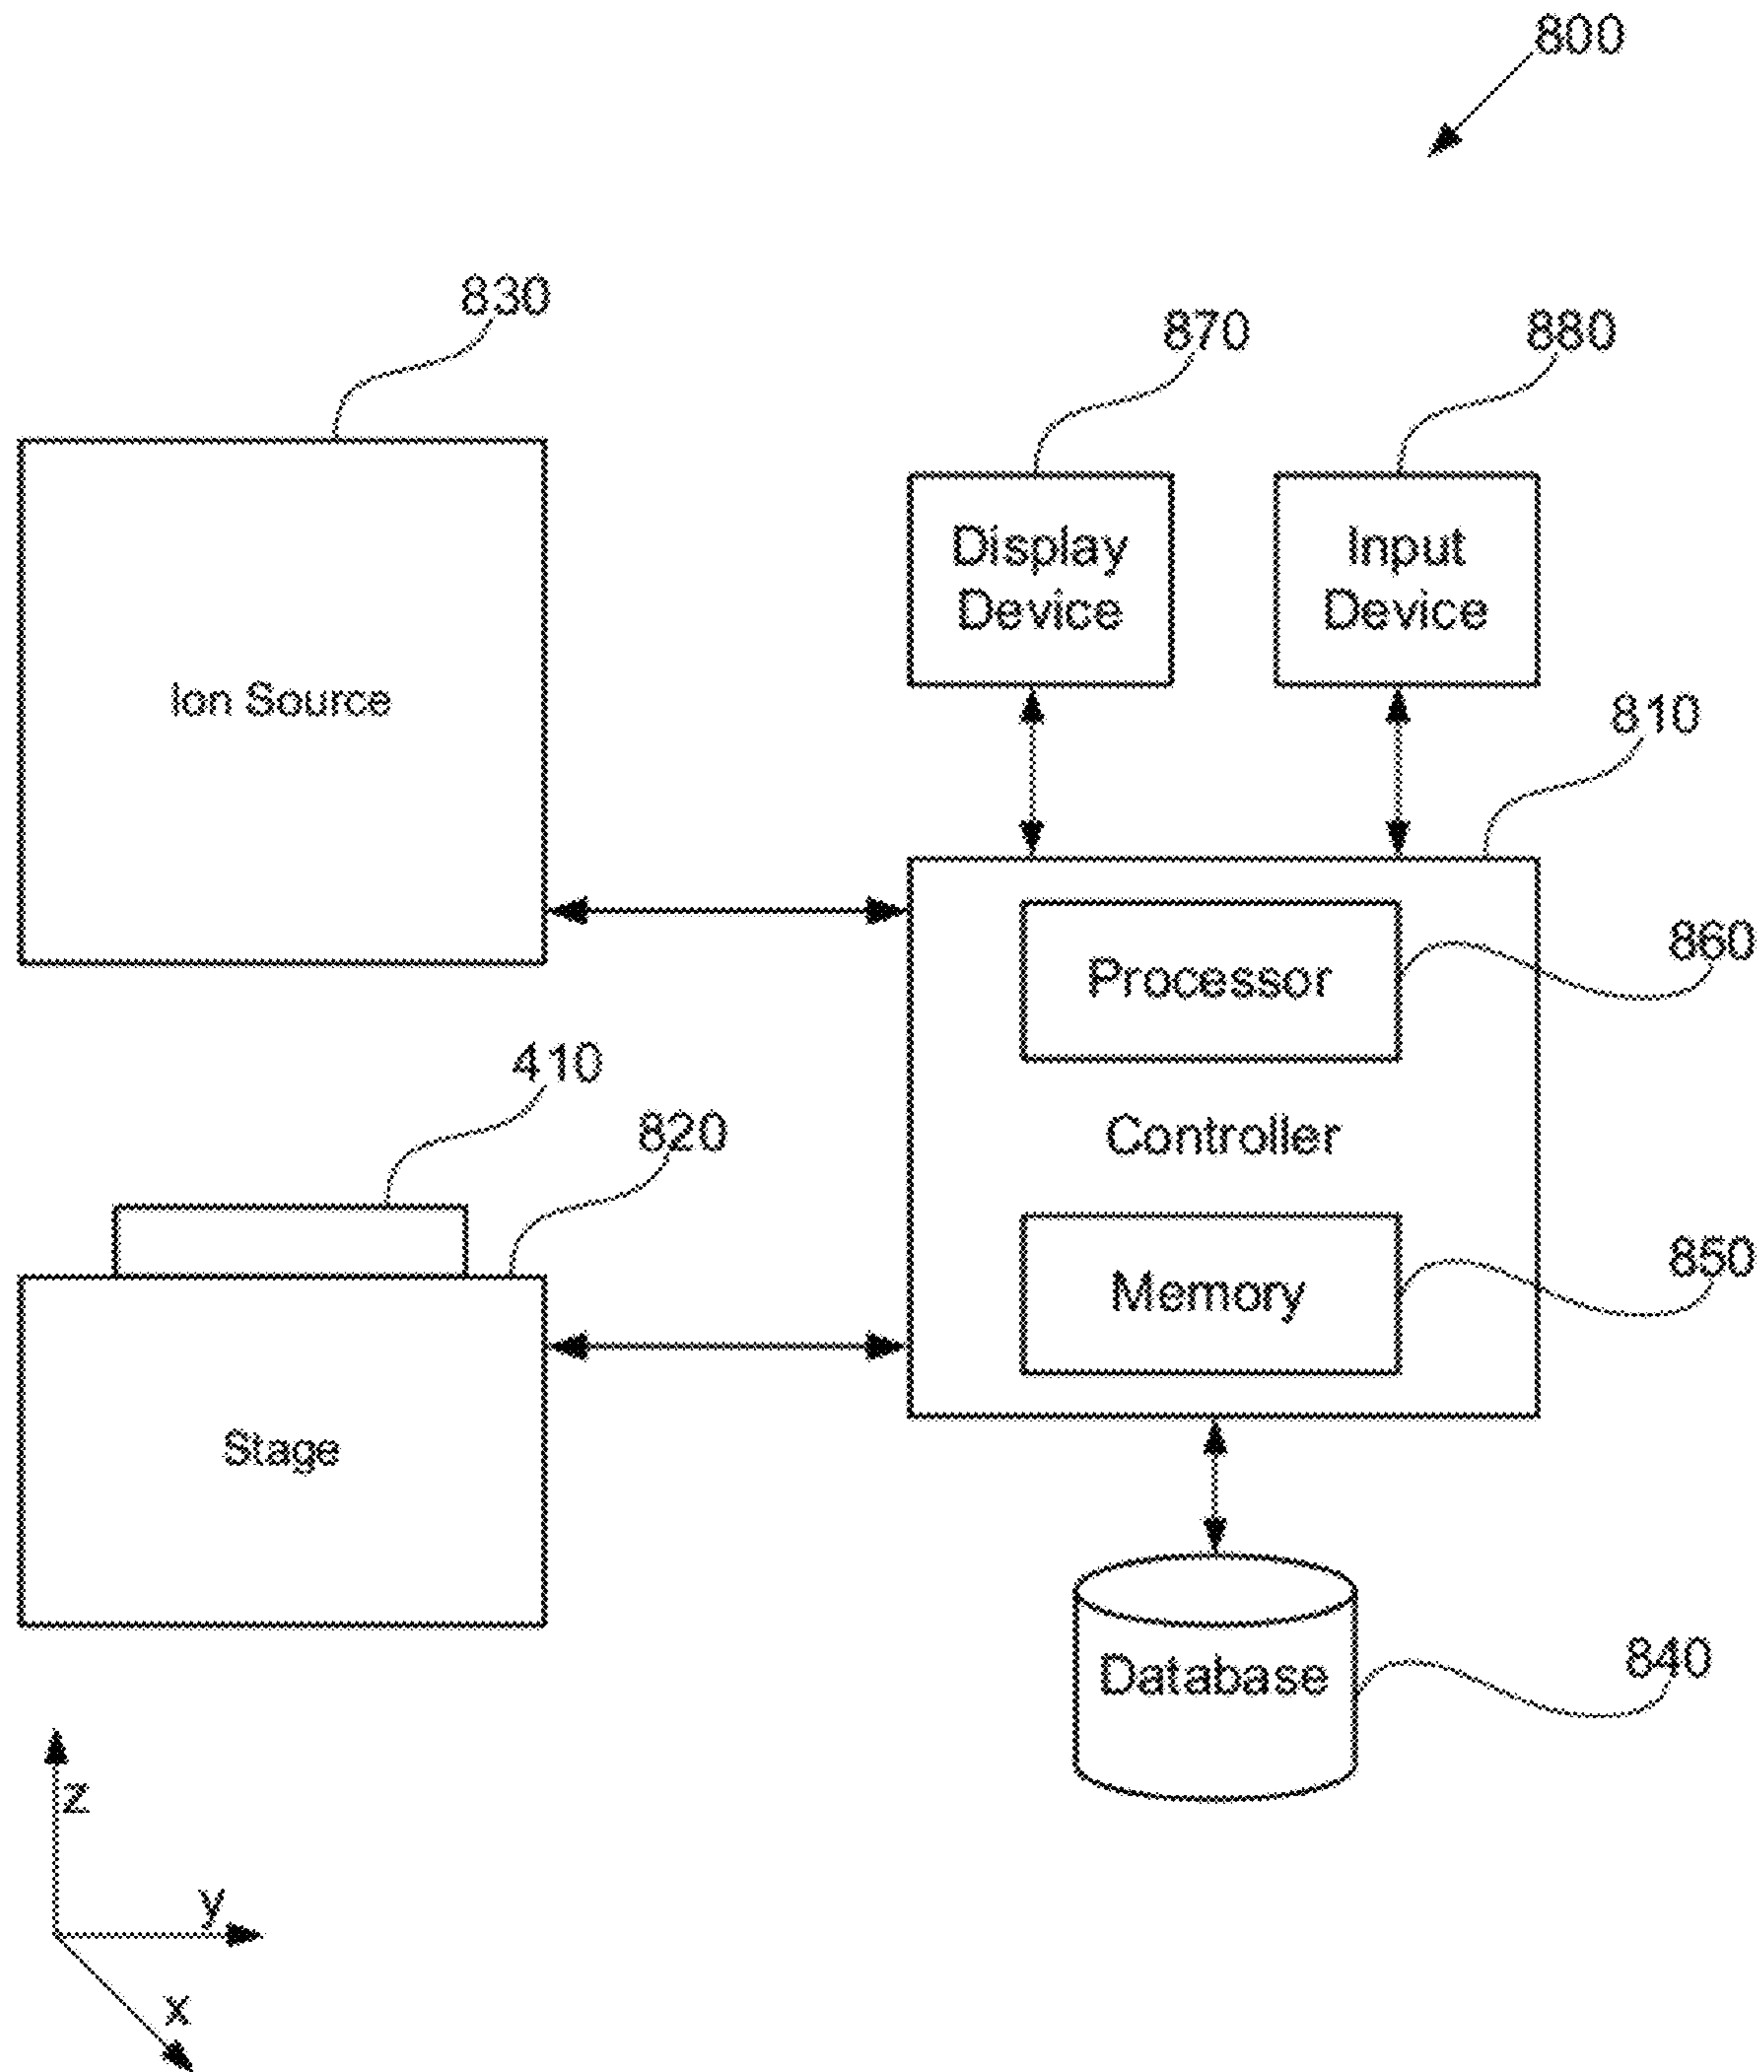 800
830
870
880
Display
Device
Input
Device
Ion Source
810
860
Processor
410
820
Controller
850
Memory
Stage
840
Database
z
y
x